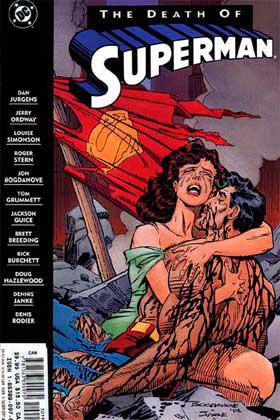 DC
THE DEATH OF
SUPERMAN
DAN
JURGENS
JERRY
ORDWAY
LOUISE
SIMONSON
ROGER
STERN
JON
BOGDANOVE
TOM
GRUMMETT
JACKSON
GUICE
BRETT
BREEDING
RICK
BURCHETT
DOUG
HAZLEWOOD
DENNIS
JANKE
DENIS
RODIER
S
BOGDANOVE